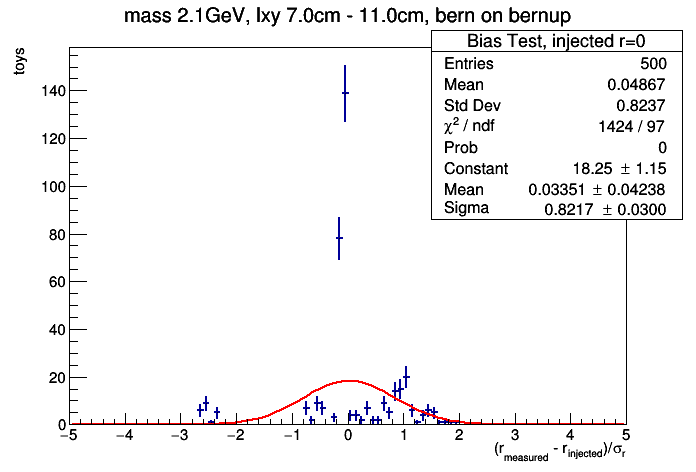 mass 2.1GeV, lxy 7.0cm - 11.0cm, bern on bernup
Bias Test, injected r=0
Entries 500
Mean 0.04867
Std Dev 0.8237
χ² / ndf 1424 / 97
Prob 0
Constant 18.25 ± 1.15
Mean 0.03351 ± 0.04238
Sigma 0.8217 ± 0.0300
toys
140
120
100
80
60
40
20
0
−5 −4 −3 −2 −1 0 1 2 3 4 5
(r_measured - r_injected)/σ_r